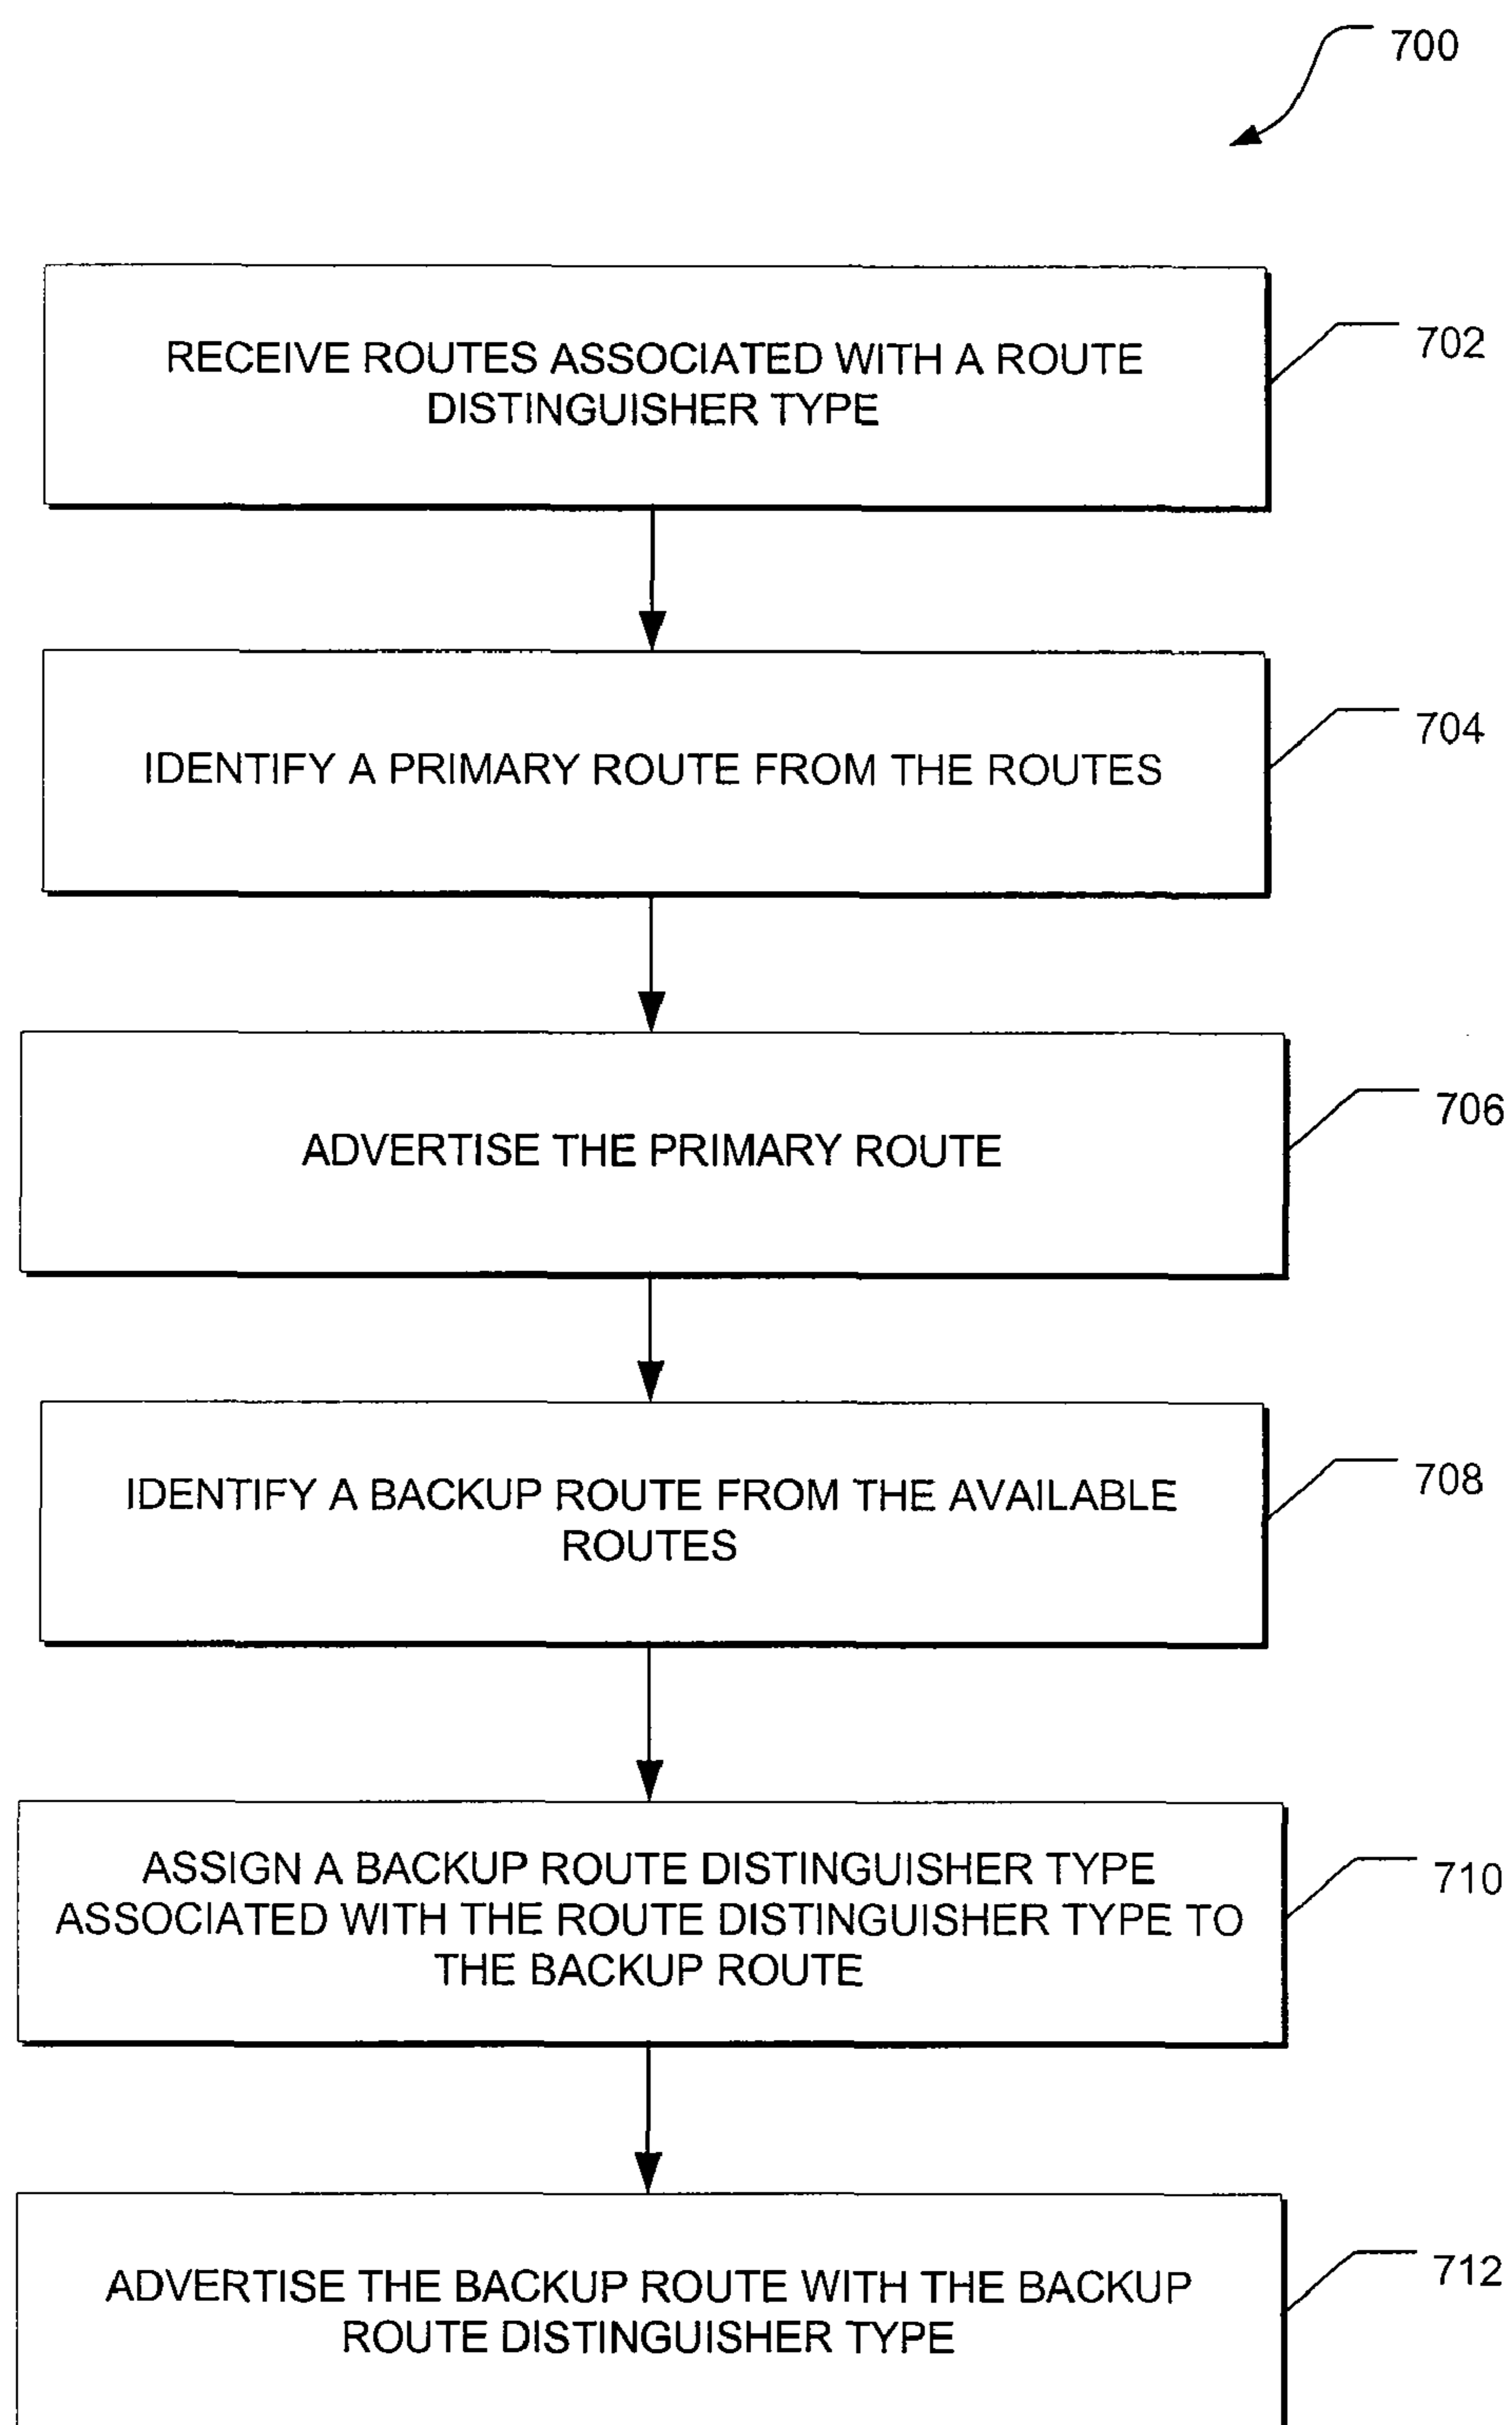 700
RECEIVE ROUTES ASSOCIATED WITH A ROUTE
DISTINGUISHER TYPE
702
IDENTIFY A PRIMARY ROUTE FROM THE ROUTES
704
ADVERTISE THE PRIMARY ROUTE
706
IDENTIFY A BACKUP ROUTE FROM THE AVAILABLE
ROUTES
708
ASSIGN A BACKUP ROUTE DISTINGUISHER TYPE
ASSOCIATED WITH THE ROUTE DISTINGUISHER TYPE TO
THE BACKUP ROUTE
710
ADVERTISE THE BACKUP ROUTE WITH THE BACKUP
ROUTE DISTINGUISHER TYPE
712